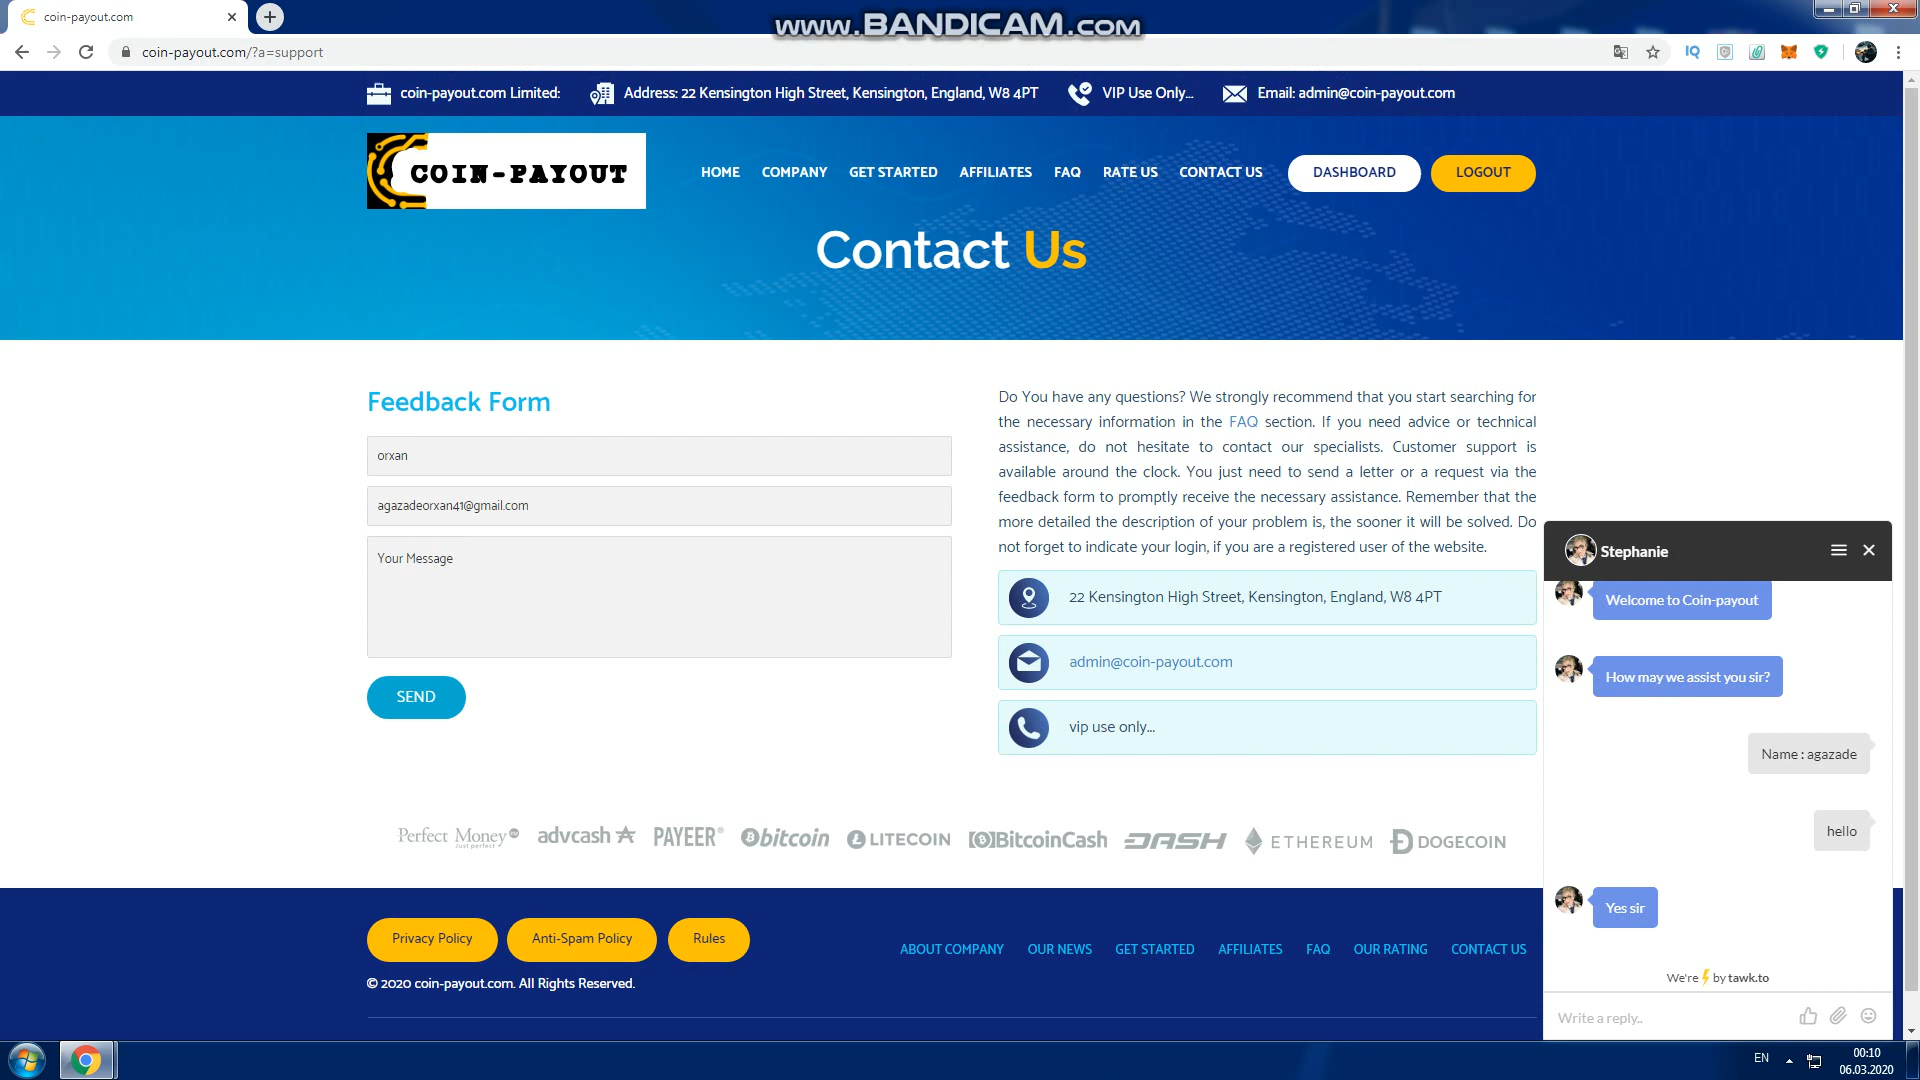 coin-payout.com
www.BANDICAM.com
coin-payout.com/?a=support
coin-payout.com Limited:
Address: 22 Kensington High Street, Kensington, England, W8 4PT
VIP Use Only...
Email: admin@coin-payout.com
COIN-PAYOUT
HOME
COMPANY
GET STARTED
AFFILIATES
FAQ
RATE US
CONTACT US
DASHBOARD
LOGOUT
Contact Us
Feedback Form
orxan
agazadeorxan41@gmail.com
Your Message
SEND
Do You have any questions? We strongly recommend that you start searching for
the necessary information in the FAQ section. If you need advice or technical
assistance, do not hesitate to contact our specialists. Customer support is
available around the clock. You just need to send a letter or a request via the
feedback form to promptly receive the necessary assistance. Remember that the
more detailed the description of your problem is, the sooner it will be solved. Do
not forget to indicate your login, if you are a registered user of the website.
22 Kensington High Street, Kensington, England, W8 4PT
admin@coin-payout.com
vip use only...
Stephanie
Welcome to Coin-payout
How may we assist you sir?
Name : agazade
hello
Yes sir
We're by tawk.to
Write a reply..
Perfect Money
Just perfect
advcash
PAYEER®
bitcoin
LITECOIN
BitcoinCash
DASH
ETHEREUM
DOGECOIN
Privacy Policy
Anti-Spam Policy
Rules
ABOUT COMPANY
OUR NEWS
GET STARTED
AFFILIATES
FAQ
OUR RATING
CONTACT US
© 2020 coin-payout.com. All Rights Reserved.
EN
00:10
06.03.2020